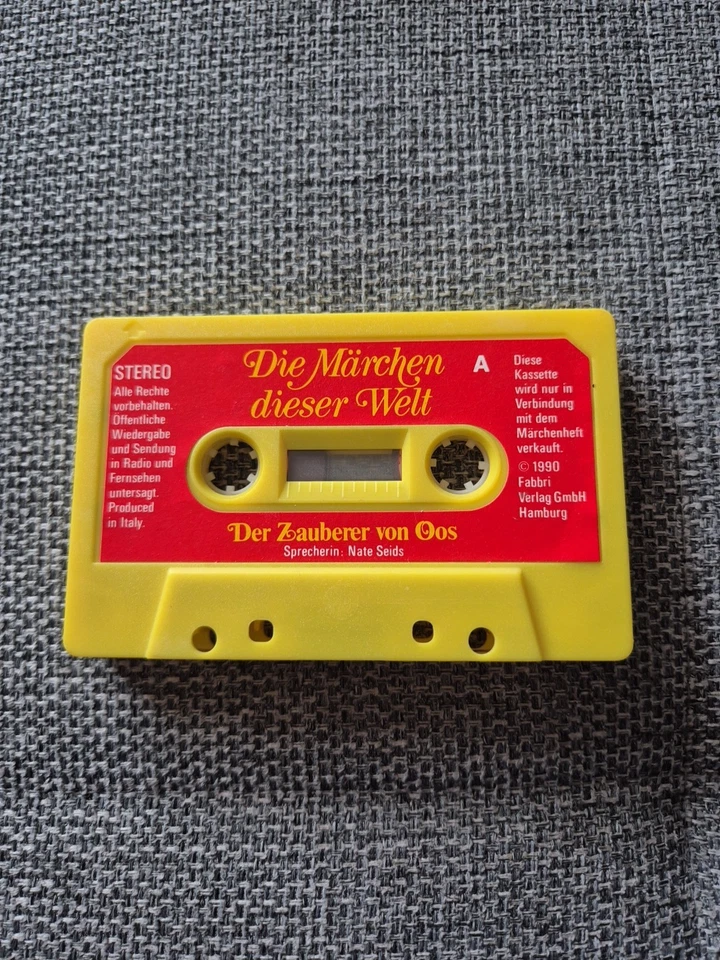 STEREO
Alle Rechte
vorbehalten.
Öffentliche
Wiedergabe
und Sendung
in Radio und
Fernsehen
untersagt.
Produced
in Italy.
Die Märchen
dieser Welt
A
Diese
Kassette
wird nur in
Verbindung
mit dem
Märchenheft
verkauft.
© 1990
Fabbri
Verlag GmbH
Hamburg
Der Zauberer von Oos
Sprecherin: Nate Seids